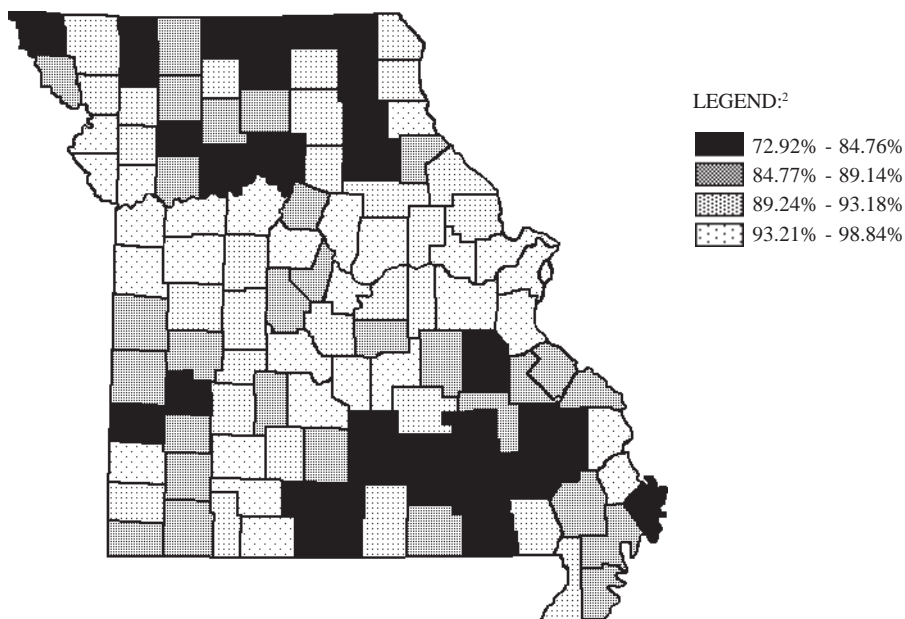 LEGEND:2
72.92% - 84.76%
84.77% - 89.14%
89.24% - 93.18%
93.21% - 98.84%